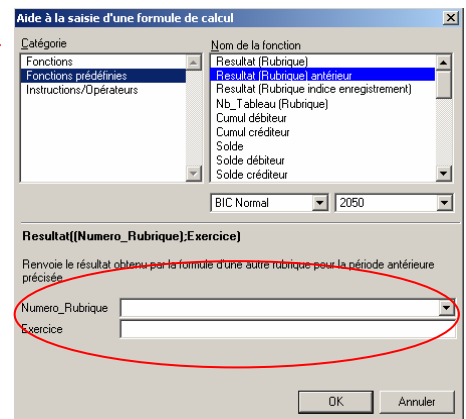 Aide à la saisie d'une formule de calcul
Catégorie
Fonctions
Fonctions prédéfinies
Instructions/Opérateurs
Nom de la fonction
Resultat (Rubrique)
Resultat (Rubrique) antérieur
Resultat (Rubrique indice enregistrement)
Nb_Tableau (Rubrique)
Cumul débiteur
Cumul créditeur
Solde
Solde débiteur
Solde créditeur
BIC Normal
2050
Resultat((Numero_Rubrique);Exercice)
Renvoie le résultat obtenu par la formule d'une autre rubrique pour la période antérieure
précisée
Numero_Rubrique
Exercice
OK
Annuler